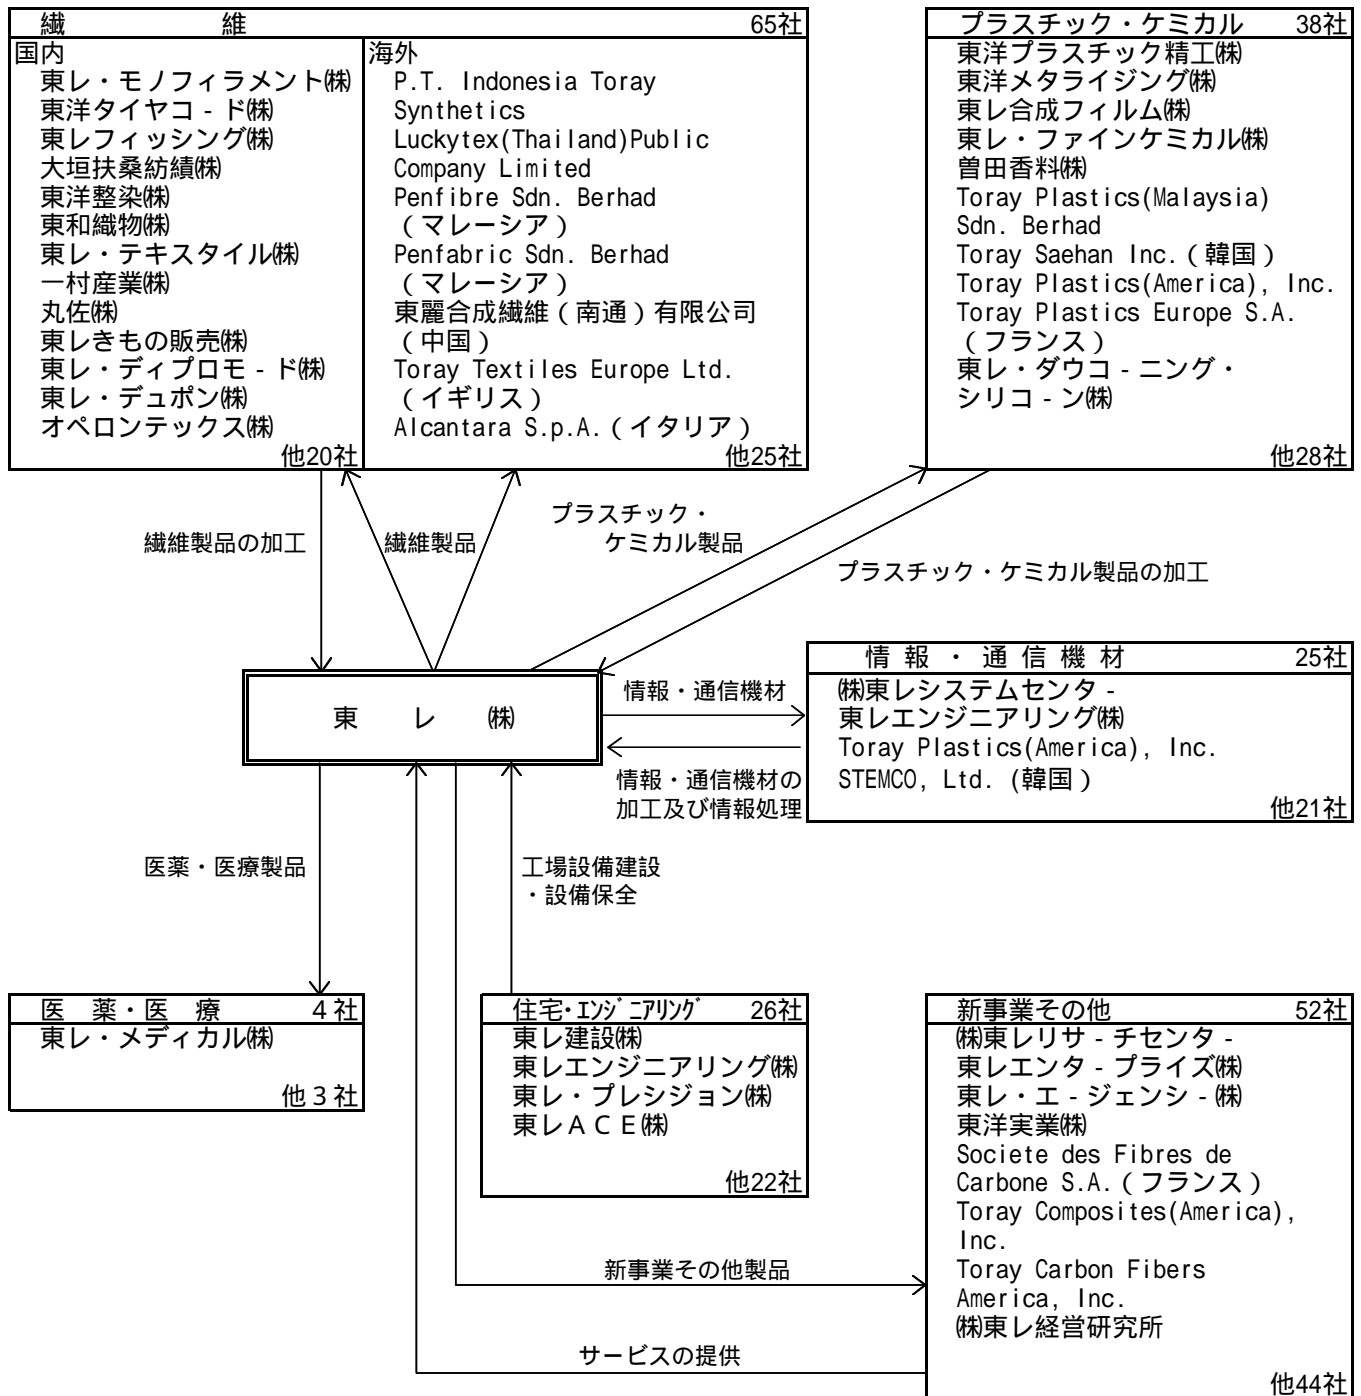 繊　　　　維　　　　65社
国内
東レ・モノフィラメント㈱
東洋タイヤコ－ド㈱
東レフィッシング㈱
大垣扶桑紡績㈱
東洋整染㈱
東和織物㈱
東レ・テキスタイル㈱
一村産業㈱
丸佐㈱
東レきもの販売㈱
東レ・ディプロモ－ド㈱
東レ・デュポン㈱
オペロンテックス㈱
他20社
海外
P.T. Indonesia Toray
Synthetics
Luckytex(Thailand)Public
Company Limited
Penfibre Sdn. Berhad
（マレーシア）
Penfabric Sdn. Berhad
（マレーシア）
東麗合成繊維（南通）有限公司
（中国）
Toray Textiles Europe Ltd.
（イギリス）
Alcantara S.p.A.（イタリア）
他25社
プラスチック・ケミカル　38社
東洋プラスチック精工㈱
東洋メタライジング㈱
東レ合成フィルム㈱
東レ・ファインケミカル㈱
曽田香料㈱
Toray Plastics(Malaysia)
Sdn. Berhad
Toray Saehan Inc.（韓国）
Toray Plastics(America), Inc.
Toray Plastics Europe S.A.
（フランス）
東レ・ダウコ－ニング・
シリコ－ン㈱
他28社
繊維製品の加工
繊維製品
プラスチック・
ケミカル製品
プラスチック・ケミカル製品の加工
東　レ　㈱
情報・通信機材
情報・通信機材の
加工及び情報処理
情 報 ・ 通 信 機 材　25社
㈱東レシステムセンタ－
東レエンジニアリング㈱
Toray Plastics(America), Inc.
STEMCO, Ltd. (韓国）
他21社
医薬・医療製品
工場設備建設
・設備保全
医　薬・医　療　４社
東レ・メディカル㈱
他３社
住宅・ｴﾝｼﾞﾆｱﾘﾝｸﾞ　26社
東レ建設㈱
東レエンジニアリング㈱
東レ・プレシジョン㈱
東レＡＣＥ㈱
他22社
新事業その他　52社
㈱東レリサ－チセンタ－
東レエンタ－プライズ㈱
東レ・エ－ジェンシ－㈱
東洋実業㈱
Societe des Fibres de
Carbone S.A.（フランス）
Toray Composites(America),
Inc.
Toray Carbon Fibers
America, Inc.
㈱東レ経営研究所
他44社
新事業その他製品
サービスの提供